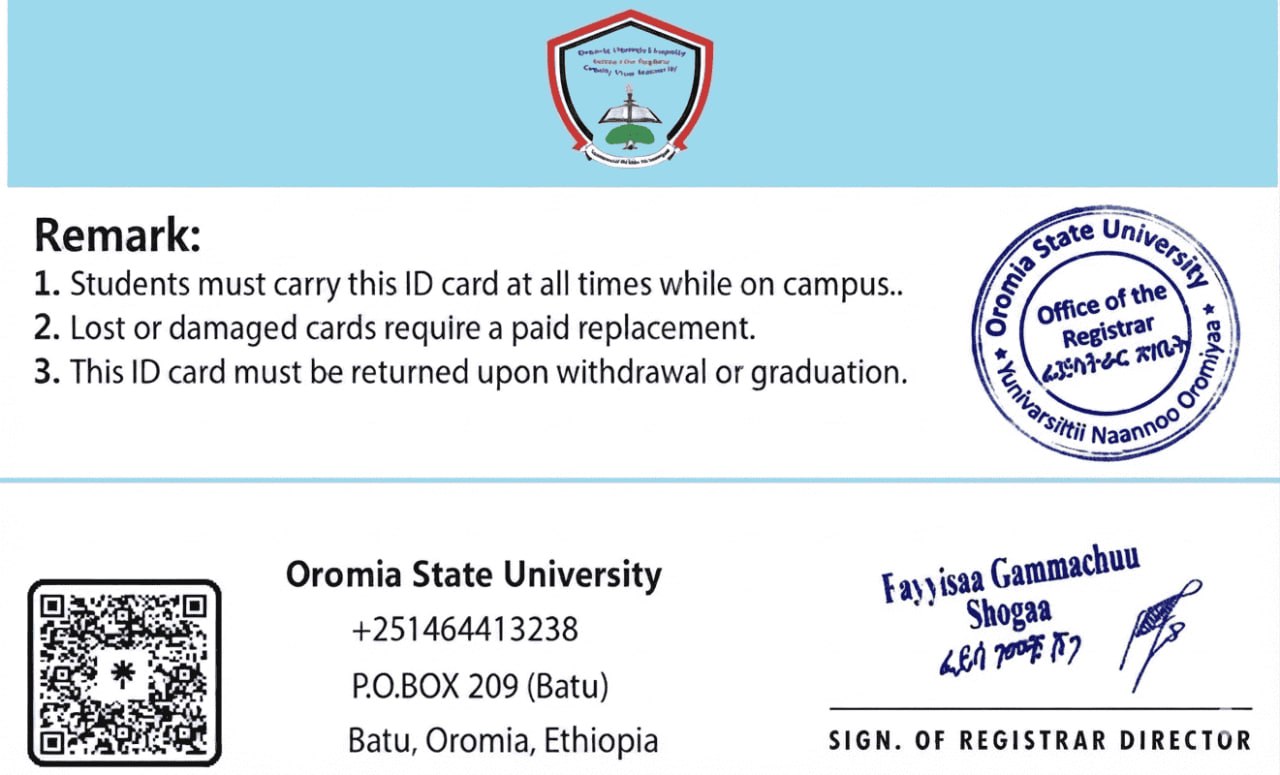 Remark:
1. Students must carry this ID card at all times while on campus..
2. Lost or damaged cards require a paid replacement.
3. This ID card must be returned upon withdrawal or graduation.
Oromia State University
Office of the
Registrar
Yunivarsittii Naannoo Oromiyaa
Oromia State University
+251464413238
P.O.BOX 209 (Batu)
Batu, Oromia, Ethiopia
Fayyisaa Gammachuu
Shogaa
SIGN. OF REGISTRAR DIRECTOR